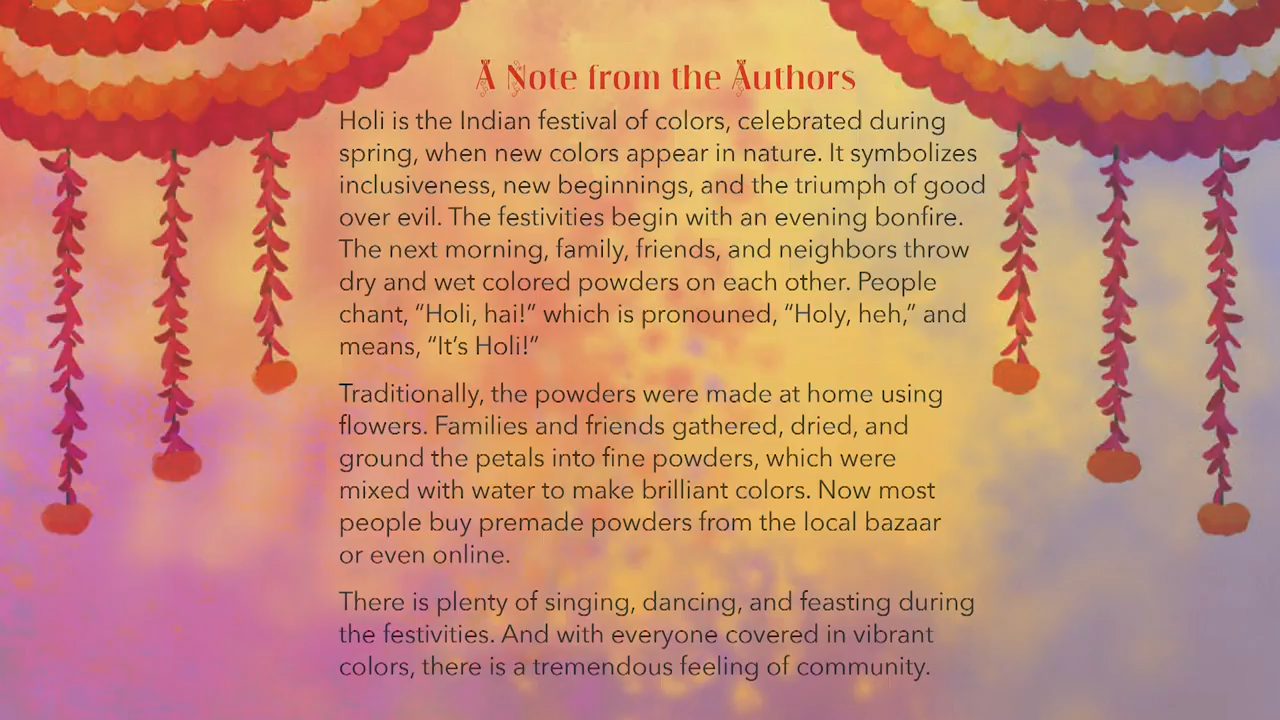 A Note from the Authors
Holi is the Indian festival of colors, celebrated during
spring, when new colors appear in nature. It symbolizes
inclusiveness, new beginnings, and the triumph of good
over evil. The festivities begin with an evening bonfire.
The next morning, family, friends, and neighbors throw
dry and wet colored powders on each other. People
chant, “Holi, hai!” which is pronouned, “Holy, heh,” and
means, “It’s Holi!”
Traditionally, the powders were made at home using
flowers. Families and friends gathered, dried, and
ground the petals into fine powders, which were
mixed with water to make brilliant colors. Now most
people buy premade powders from the local bazaar
or even online.
There is plenty of singing, dancing, and feasting during
the festivities. And with everyone covered in vibrant
colors, there is a tremendous feeling of community.